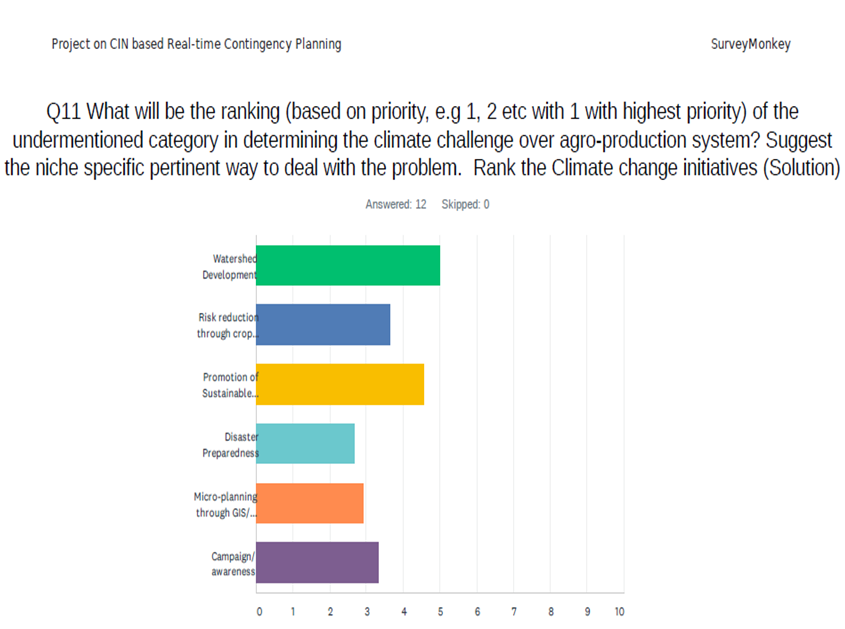 Project on CIN based Real-time Contingency Planning
SurveyMonkey
Q11 What will be the ranking (based on priority, e.g 1, 2 etc with 1 with highest priority) of the
undermentioned category in determining the climate challenge over agro-production system? Suggest
the niche specific pertinent way to deal with the problem.  Rank the Climate change initiatives (Solution)
Answered: 12
Skipped: 0
Watershed
Development
Risk reduction
through crop...
Promotion of
Sustainable...
Disaster
Preparedness
Micro-planning
through GIS/...
Campaign/
awareness
0 1 2 3 4 5 6 7 8 9 10